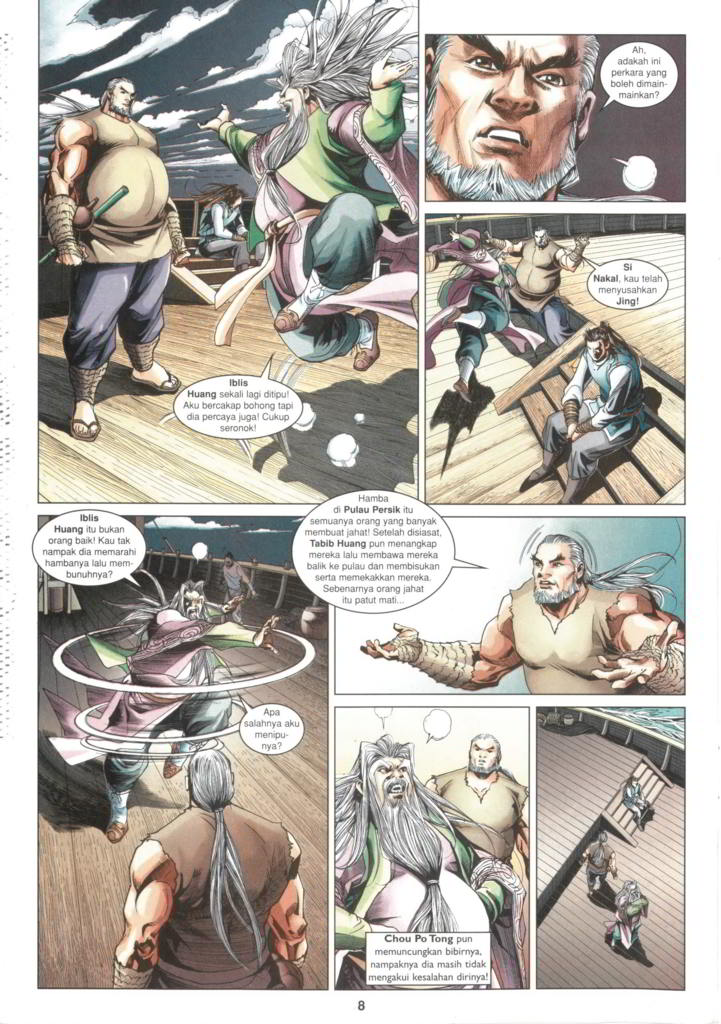 Iblis
Huang sekali lagi ditipu!
Aku bercakap bohong tapi
dia percaya juga! Cukup
seronok!
Ah,
adakah ini
perkara yang
boleh dimain-
mainkan?
Si
Nakal, kau telah
menyusahkan
Jing!
Iblis
Huang itu bukan
orang baik! Kau tak
nampak dia memarahi
hambanya lalu mem-
bunuhnya?
Apa
salahnya aku
menipu-
nya?
Hamba
di Pulau Persik itu
semuanya orang yang banyak
membuat jahat! Setelah disiasat,
Tabib Huang pun menangkap
mereka lalu membawa mereka
balik ke pulau dan membisukan
serta memekakkan mereka.
Sebenarnya orang jahat
itu patut mati...
Chou Po Tong pun
memuncungkan bibirnya,
nampaknya dia masih tidak
mengakui kesalahan dirinya!
8